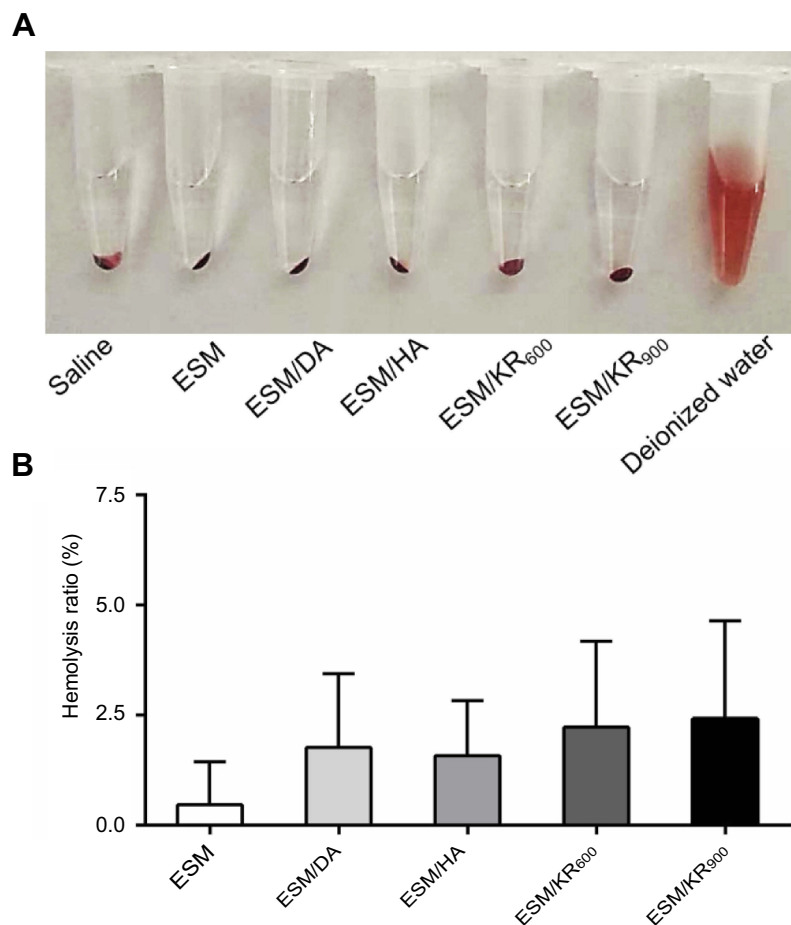 A
Saline
ESM
ESM/DA
ESM/HA
ESM/KR600
ESM/KR900
Deionized water
B
Hemolysis ratio (%)
7.5
5.0
2.5
0.0
ESM
ESM/DA
ESM/HA
ESM/KR600
ESM/KR900